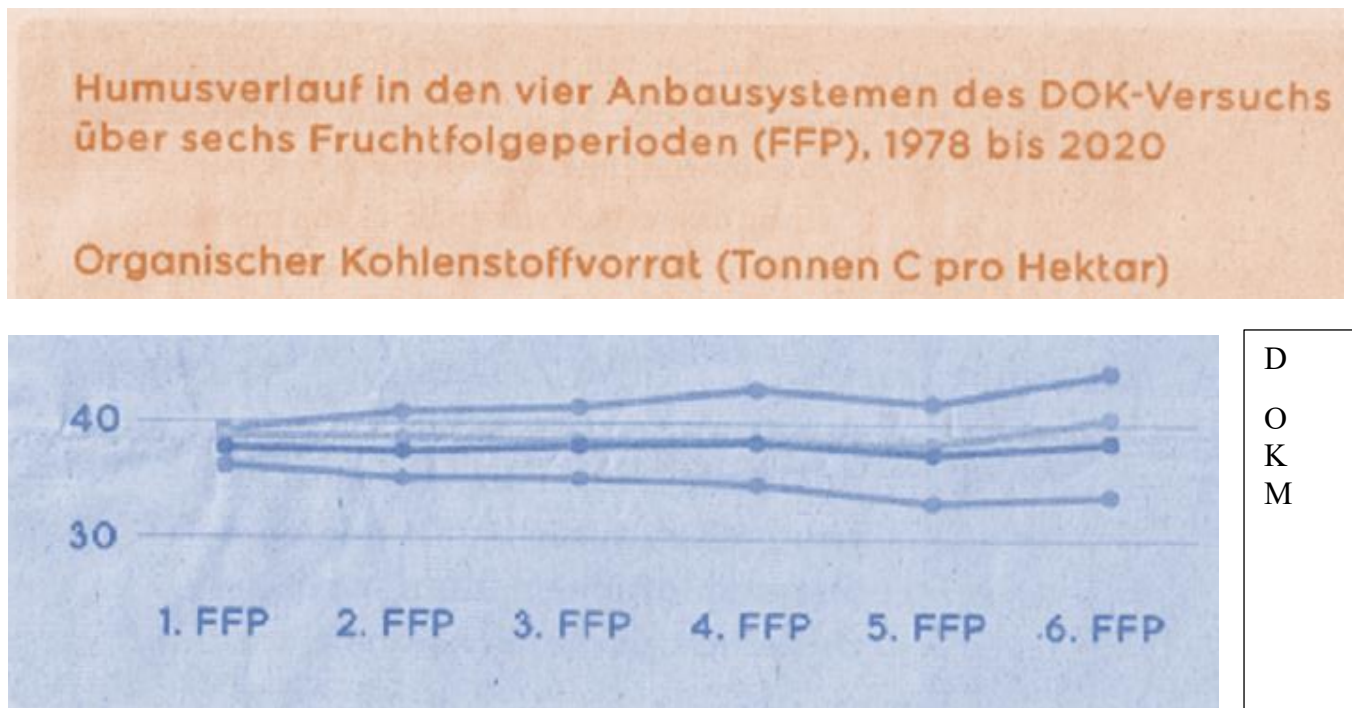 Humusverlauf in den vier Anbausystemen des DOK-Versuchs
über sechs Fruchtfolgeperioden (FFP), 1978 bis 2020
Organischer Kohlenstoffvorrat (Tonnen C pro Hektar)
40
30
1. FFP 2. FFP 3. FFP 4. FFP 5. FFP .6. FFP
D
O
K
M